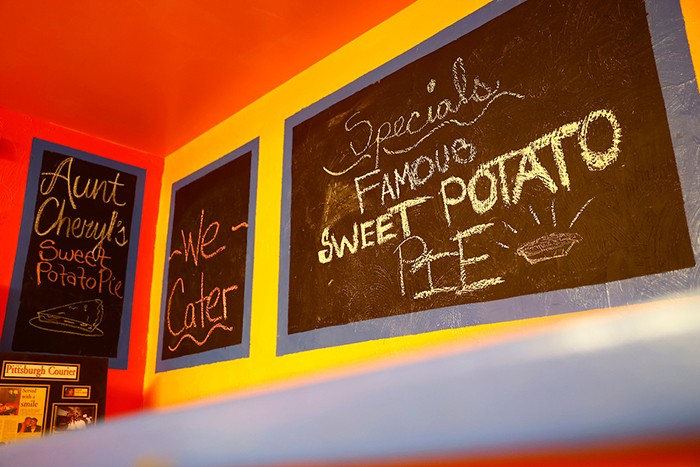 Aunt
Cheryl's
Sweet
Potato Pie
~We~
Cater
Specials
FAMOUS
SWEET POTATO
PIE
Pittsburgh Courier
Served
with a
smile